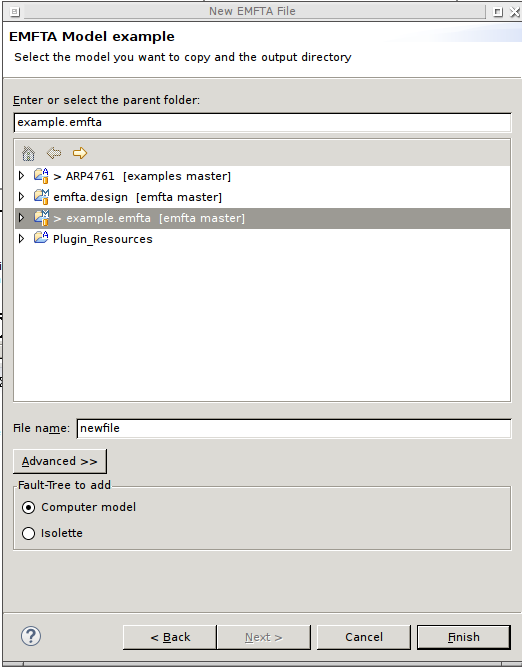 New EMFTA File
EMFTA Model example
Select the model you want to copy and the output directory
Enter or select the parent folder:
example.emfta
> ARP4761 [examples master]
emfta.design [emfta master]
> example.emfta [emfta master]
Plugin_Resources
File name: newfile
Advanced >>
Fault-Tree to add
Computer model
Isolette
? < Back Next > Cancel Finish